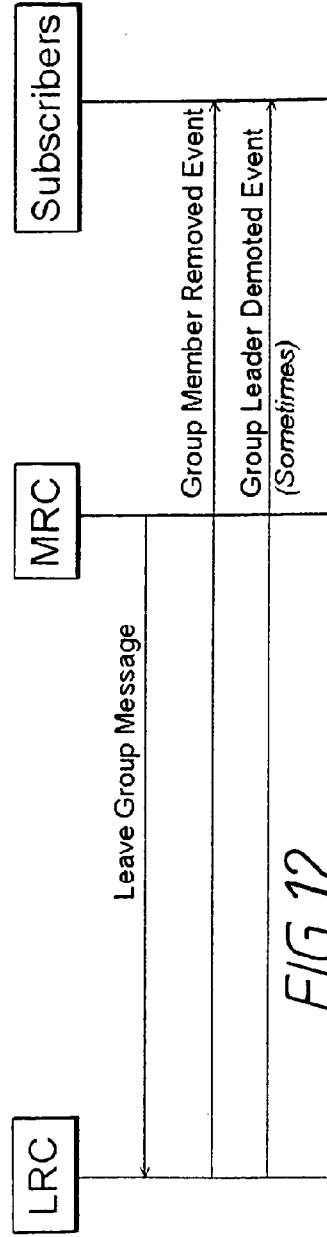 LRC
MRC
Subscribers
Leave Group Message
Group Member Removed Event
Group Leader Demoted Event
(Sometimes)
FIG. 12